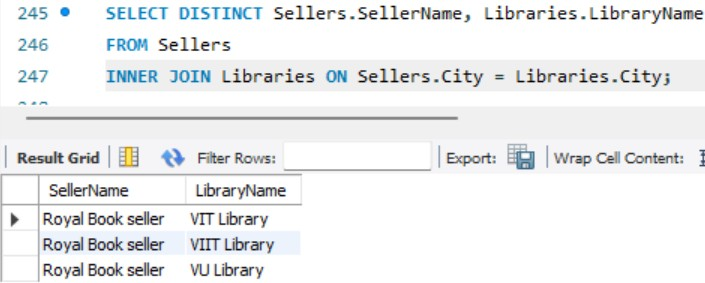 245 SELECT DISTINCT Sellers.SellerName, Libraries.LibraryName
246 FROM Sellers
247 INNER JOIN Libraries ON Sellers.City = Libraries.City;
Result Grid Filter Rows: Export: Wrap Cell Content:
SellerName LibraryName
Royal Book seller VIT Library
Royal Book seller VIIT Library
Royal Book seller VU Library